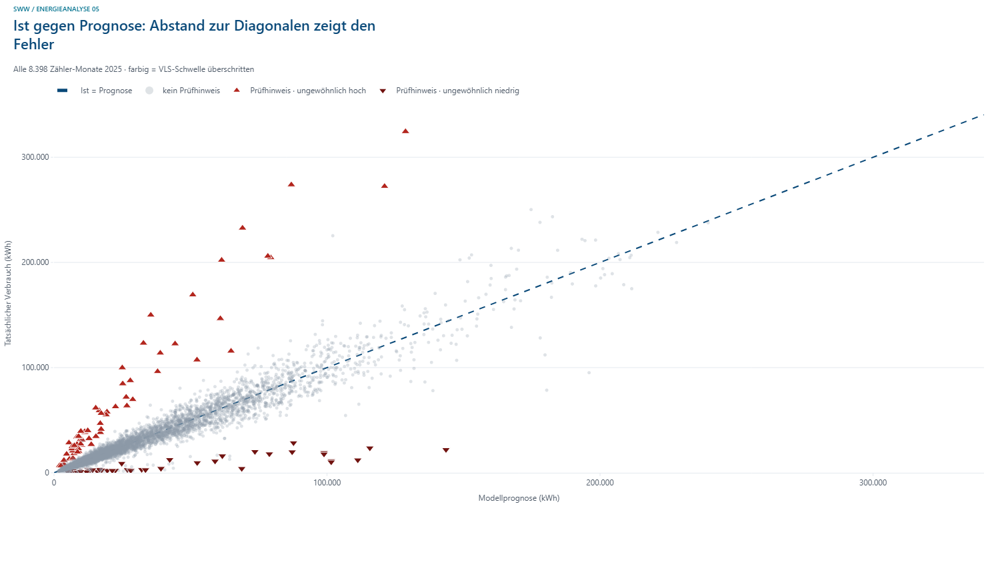 SWW / ENERGIEANALYSE 05
Ist gegen Prognose: Abstand zur Diagonalen zeigt den
Fehler
Alle 8.398 Zähler-Monate 2025 · farbig = VLS-Schwelle überschritten
Ist = Prognose
kein Prüfhinweis
Prüfhinweis · ungewöhnlich hoch
Prüfhinweis · ungewöhnlich niedrig
Tatsächlicher Verbrauch (kWh)
300.000
200.000
100.000
0
0
100.000
200.000
300.000
Modellprognose (kWh)